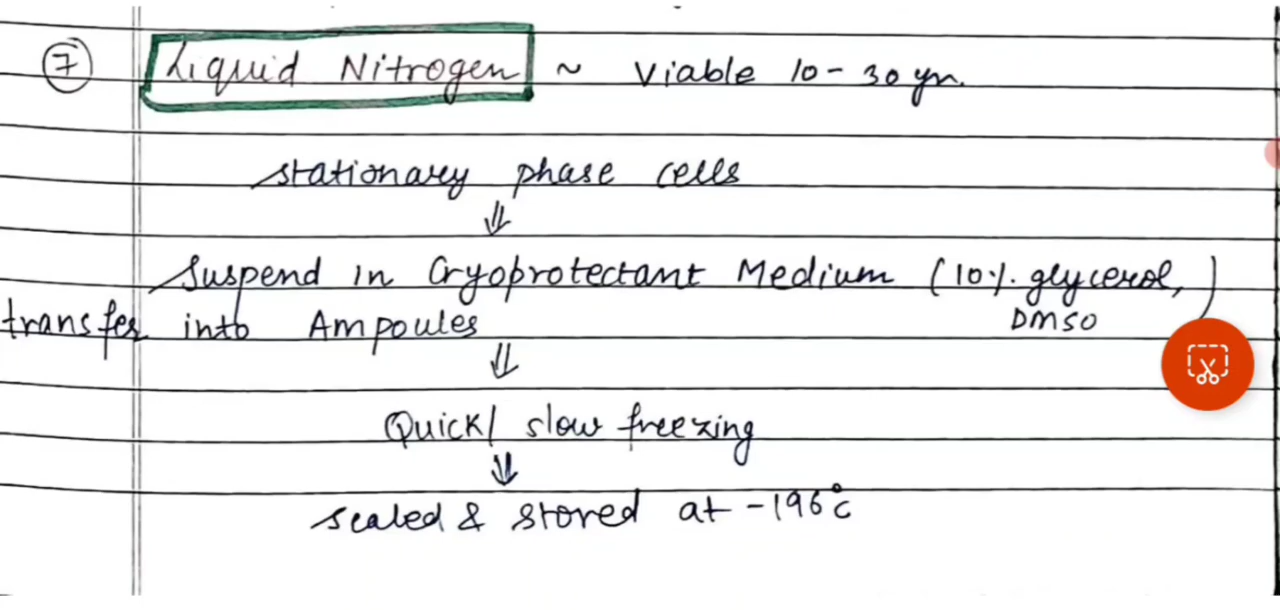 7 Liquid Nitrogen ~ Viable 10-30 yr.
stationary phase cells
⇓
Suspend in Cryoprotectant Medium (10% glycerol, DMSO)
transfer into Ampoules
⇓
Quick/ slow freezing
⇓
sealed & stored at -196°c